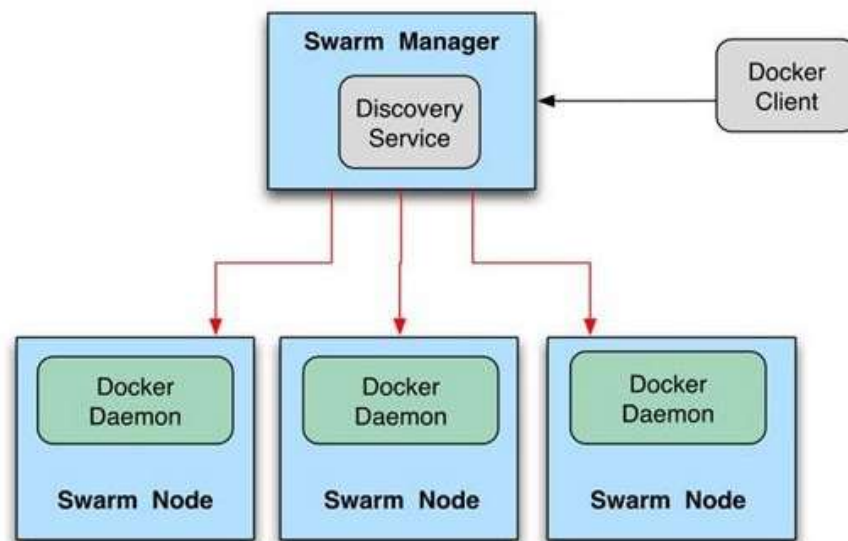 Swarm Manager
Discovery
Service
Docker
Client
Docker
Daemon
Swarm Node
Docker
Daemon
Swarm Node
Docker
Daemon
Swarm Node